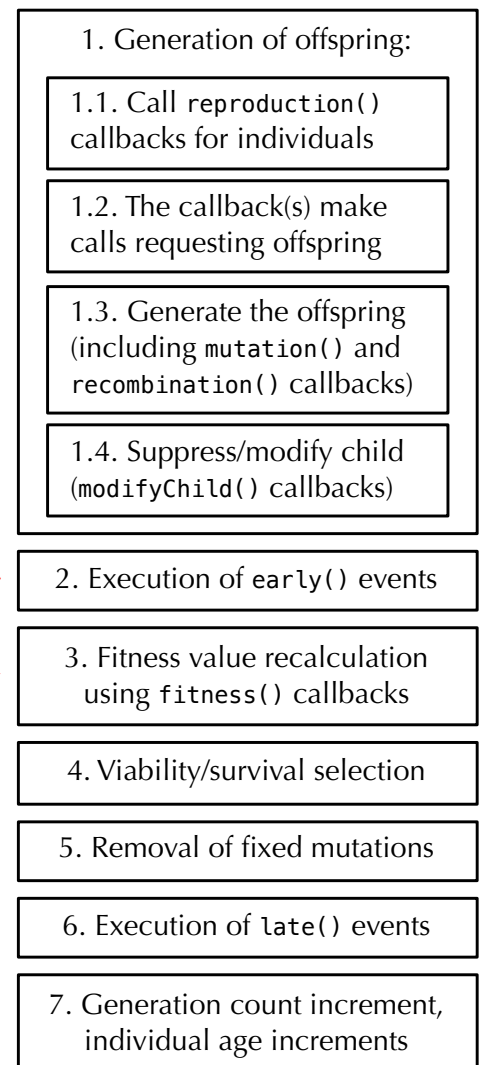 1. Generation of offspring:
1.1. Call reproduction()
callbacks for individuals
1.2. The callback(s) make
calls requesting offspring
1.3. Generate the offspring
(including mutation() and
recombination() callbacks)
1.4. Suppress/modify child
(modifyChild() callbacks)
2. Execution of early() events
3. Fitness value recalculation
using fitness() callbacks
4. Viability/survival selection
5. Removal of fixed mutations
6. Execution of late() events
7. Generation count increment,
individual age increments